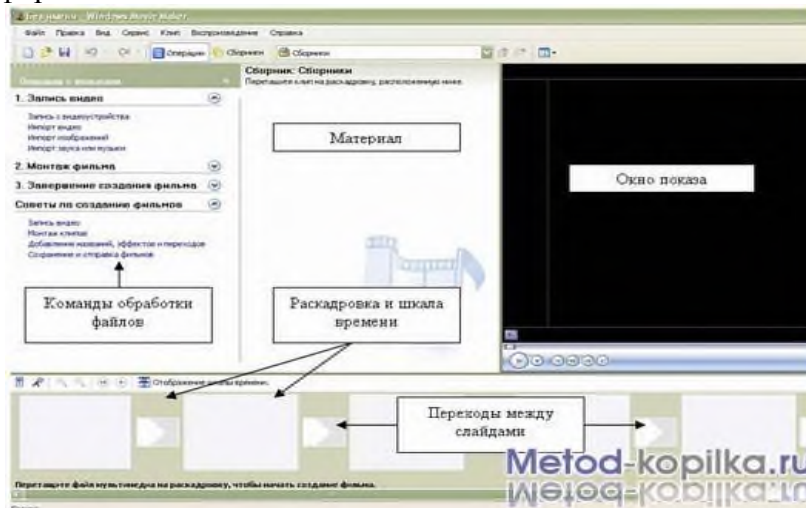 Без имени - Windows Movie Maker
Файл Правка Вид Сервис Клип Воспроизведение Справка
Операции Сборники Сборники
Сборник: Сборники
Перетащите клип на раскадровку, расположенную ниже.
1. Запись видео
Запись с видеоустройства
Импорт видео
Импорт изображений
Импорт звука или музыки
2. Монтаж фильма
3. Завершение создания фильма
Советы по созданию фильмов
Запись видео
Монтаж клипов
Добавление названий, эффектов и переходов
Сохранение и отправка фильмов
Материал
Окно показа
Команды обработки
файлов
Раскадровка и шкала
времени
Отображение шкалы времени
Переходы между
слайдами
Metod-kopilka.ru
Перетащите файл мультимедиа на раскадровку, чтобы начать создание фильма.